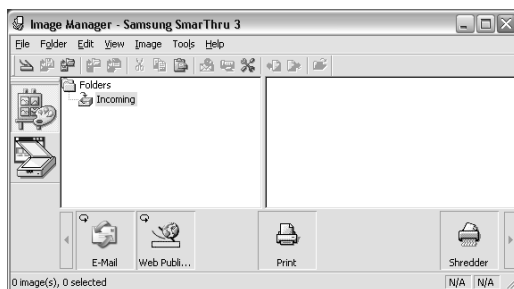 Image Manager - Samsung SmarThru 3
File Folder Edit View Image Tools Help
Folders
Incoming
E-Mail Web Publi... Print Shredder
0 image(s), 0 selected N/A N/A